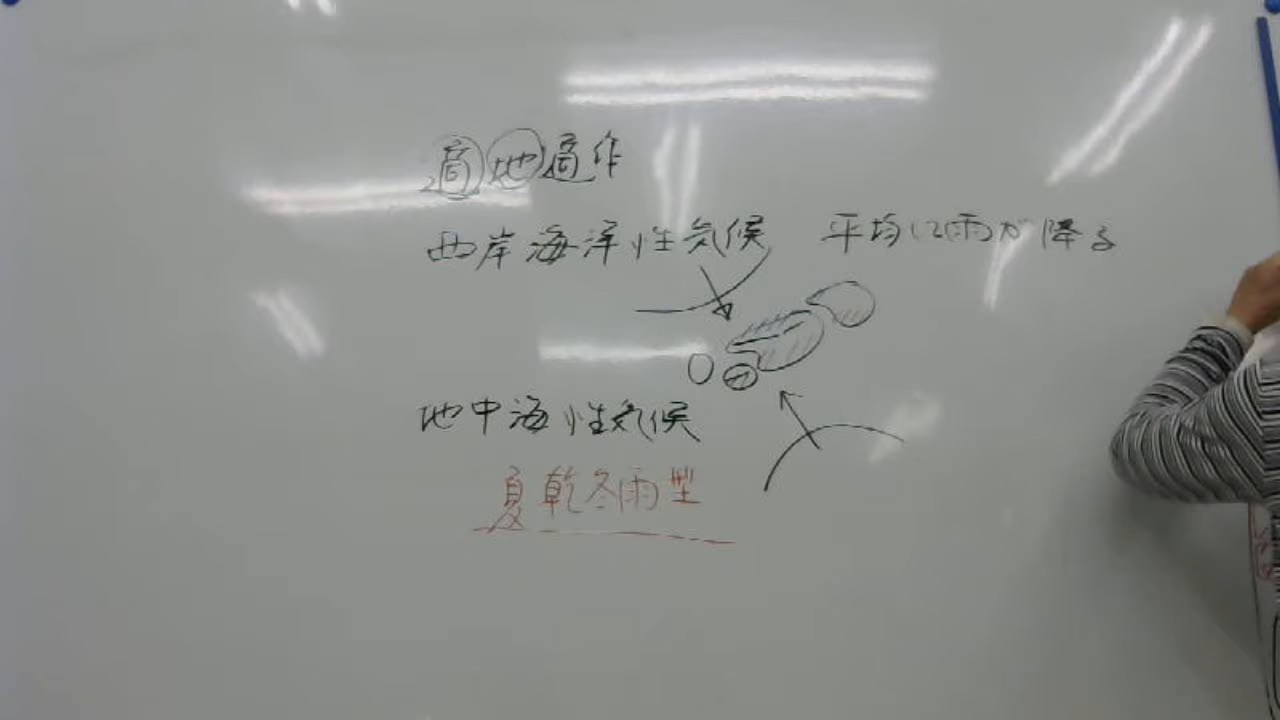 適地適作
西岸海洋性気候 平均に雨が降る
地中海性気候
夏乾冬雨型